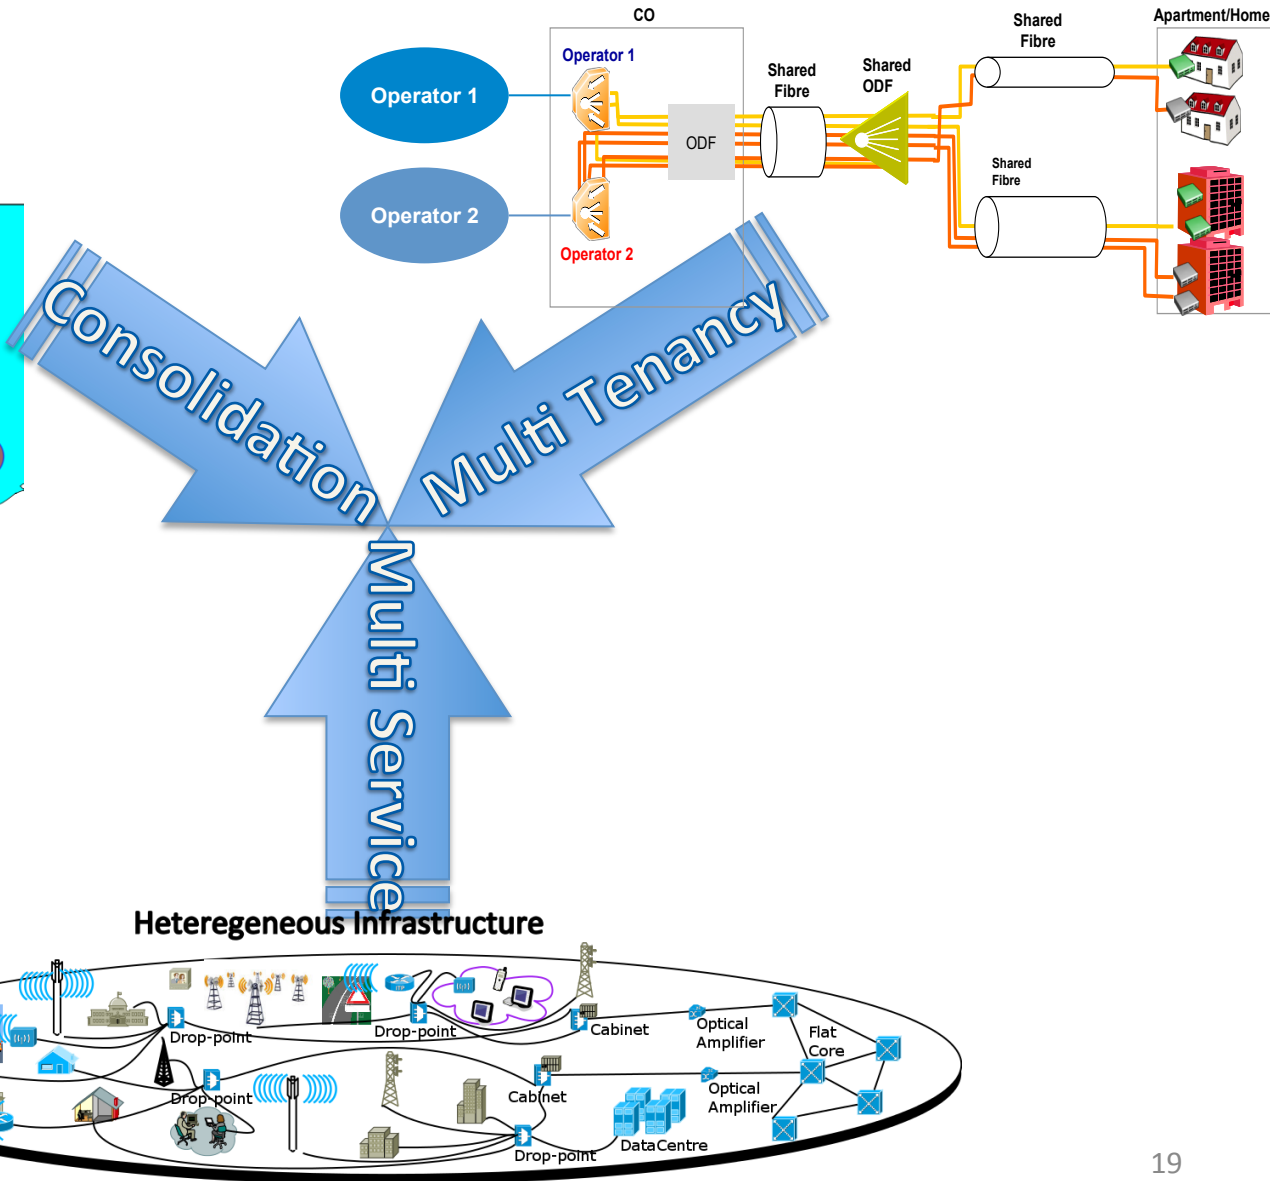 CO
Shared
Fibre
Apartment/Home
Operator 1
Operator 1
Shared
Fibre
Shared
ODF
ODF
Shared
Fibre
Operator 2
Operator 2
Consolidation
Multi Tenancy
Multi Service
Heteregeneous Infrastructure
Drop-point
Drop-point
Cabinet
Optical
Amplifier
Flat
Core
Drop-point
Cabinet
Optical
Amplifier
Drop-point
DataCentre
19